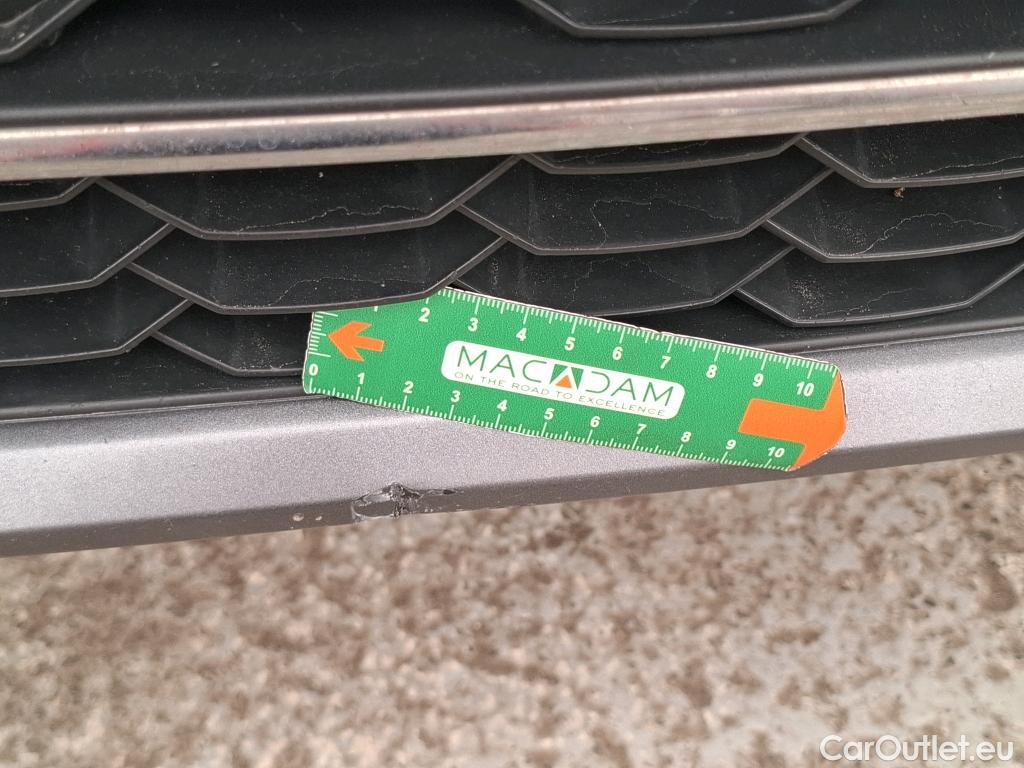 2 3 4 5 6 7 8 9 10
MACADAM
ON THE ROAD TO EXCELLENCE
0 1 2 3 4 5 6 7 8 9 10
CarOutlet.eu